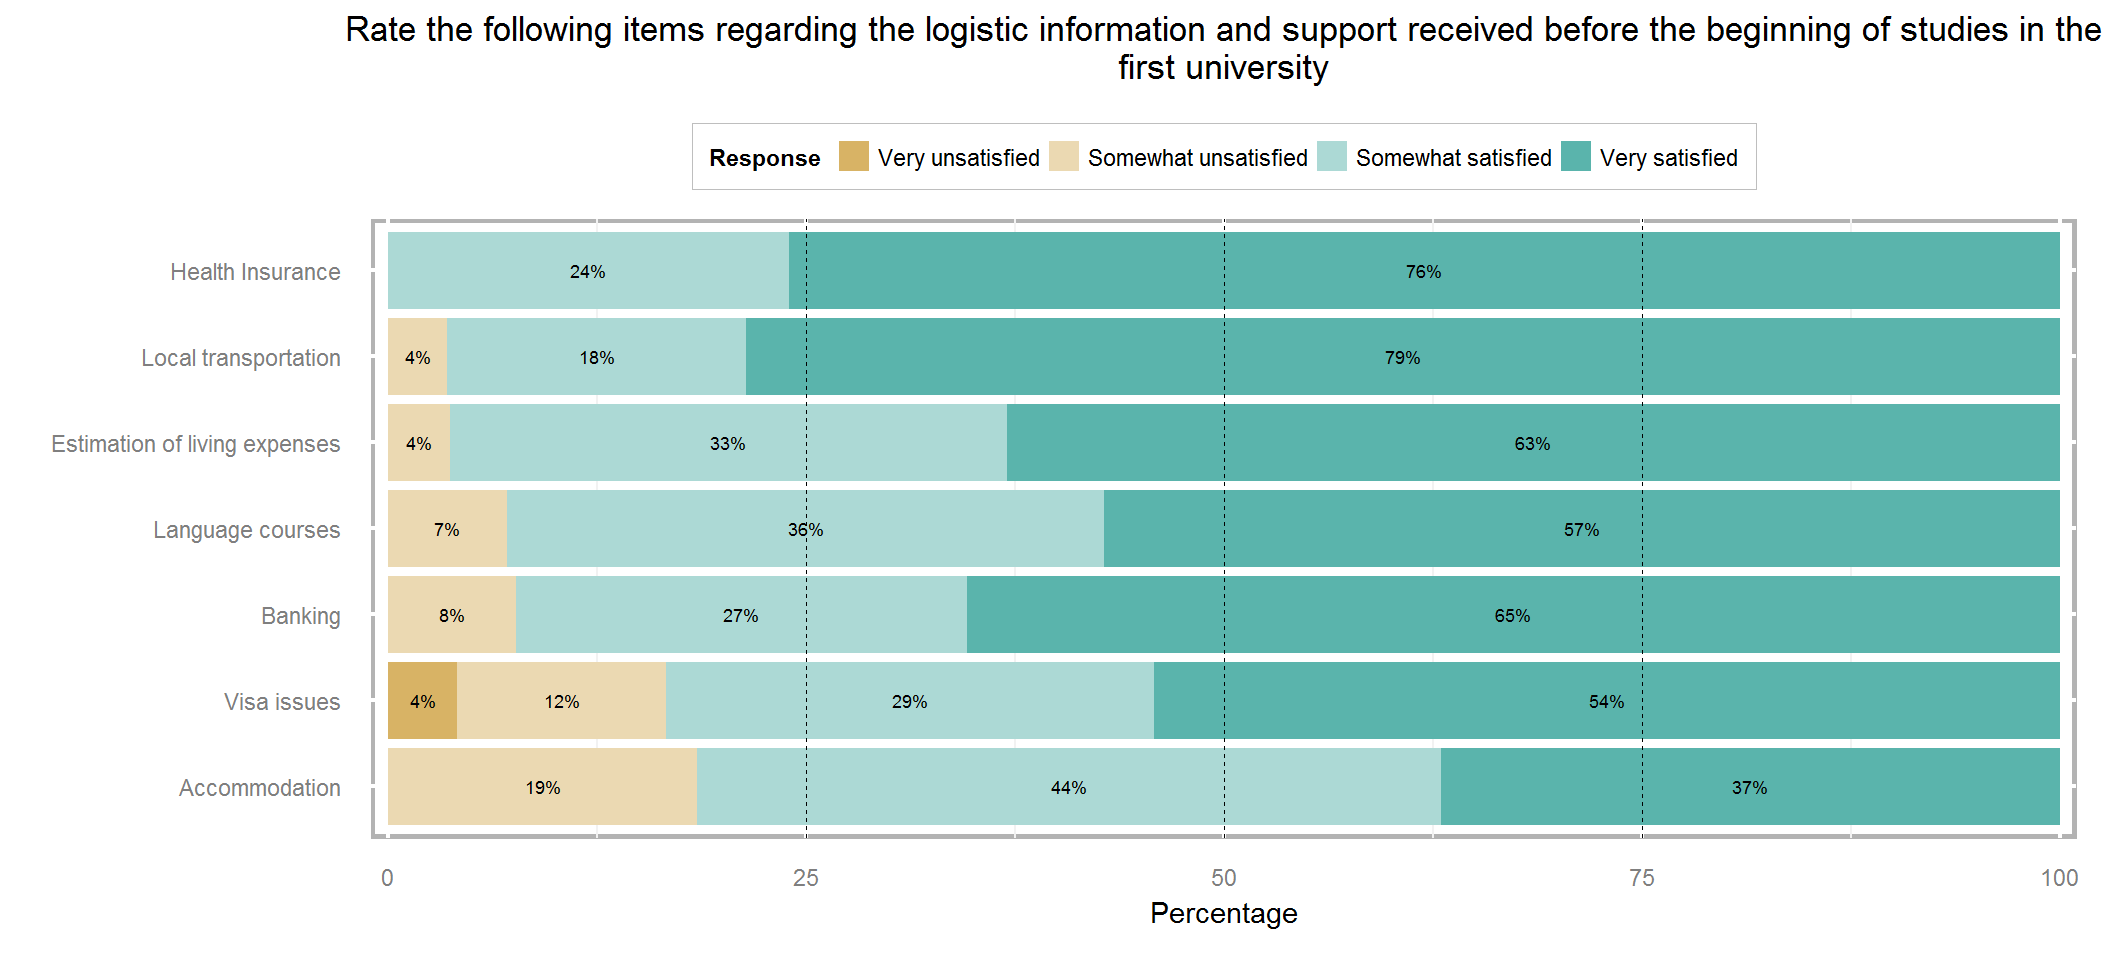 Rate the following items regarding the logistic information and support received before the beginning of studies in the
first university
Response Very unsatisfied Somewhat unsatisfied Somewhat satisfied Very satisfied
Health Insurance 24% 76%
Local transportation 4% 18% 79%
Estimation of living expenses 4% 33% 63%
Language courses 7% 36% 57%
Banking 8% 27% 65%
Visa issues 4% 12% 29% 54%
Accommodation 19% 44% 37%
0 25 50 75 100
Percentage